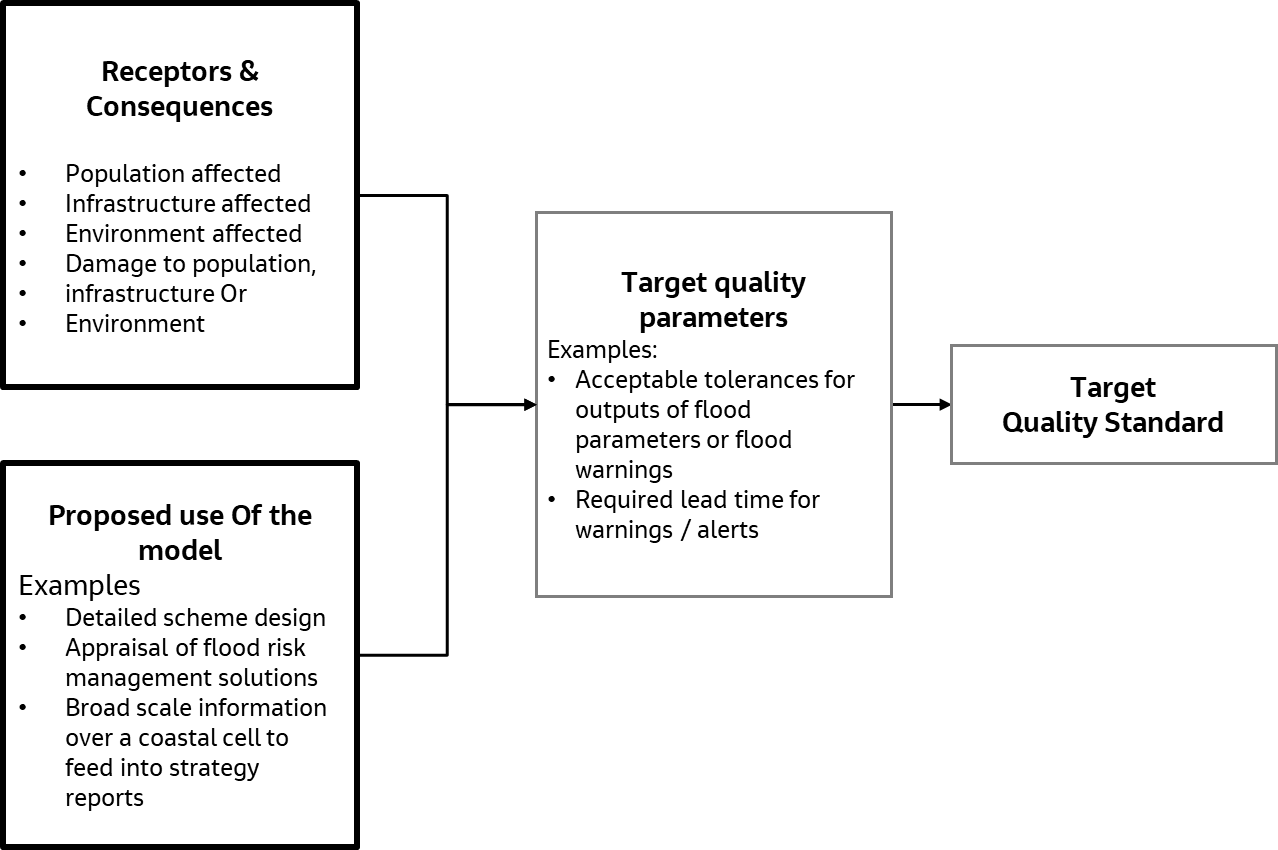 Receptors &
Consequences
• Population affected
• Infrastructure affected
• Environment affected
• Damage to population,
• infrastructure Or
• Environment
Proposed use Of the
model
Examples
• Detailed scheme design
• Appraisal of flood risk
management solutions
• Broad scale information
over a coastal cell to
feed into strategy
reports
Target quality
parameters
Examples:
• Acceptable tolerances for
outputs of flood
parameters or flood
warnings
• Required lead time for
warnings / alerts
Target
Quality Standard